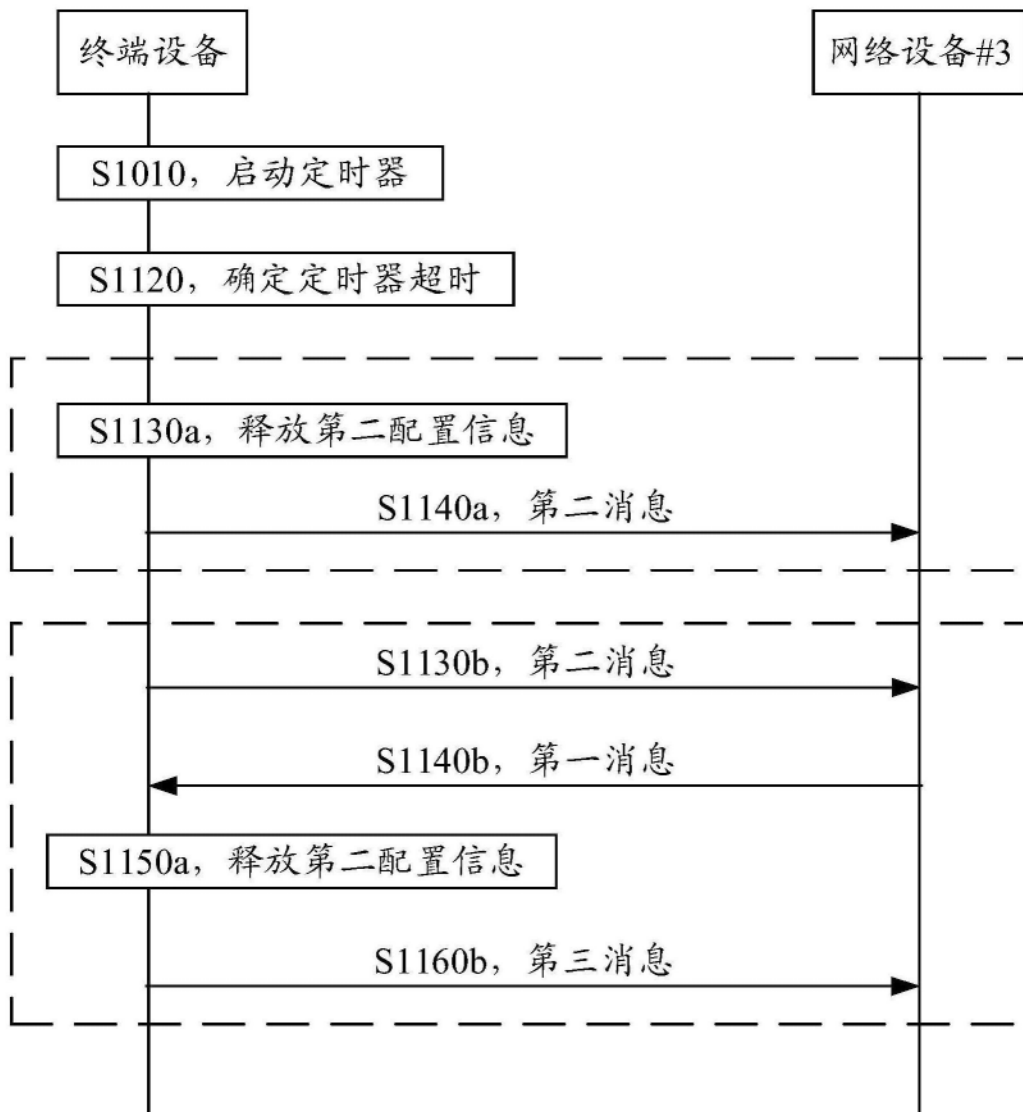 终端设备
网络设备#3
S1010，启动定时器
S1120，确定定时器超时
S1130a，释放第二配置信息
S1140a，第二消息
S1130b，第二消息
S1140b，第一消息
S1150a，释放第二配置信息
S1160b，第三消息